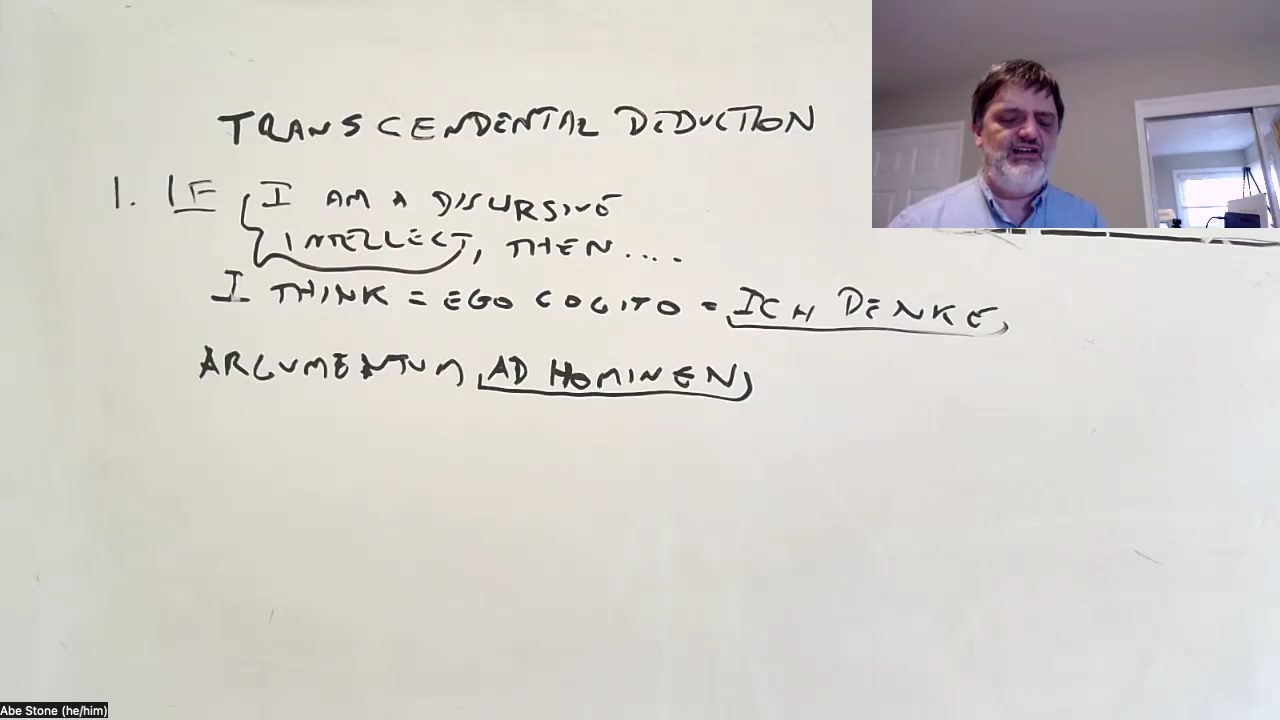 TRANSCENDENTAL DEDUCTION
1. IF I AM A DISURSIVE
INTELLECT, THEN....
I THINK = EGO COGITO = ICH DENKE
ARGUMENTUM AD HOMINEM
Abe Stone (he/him)